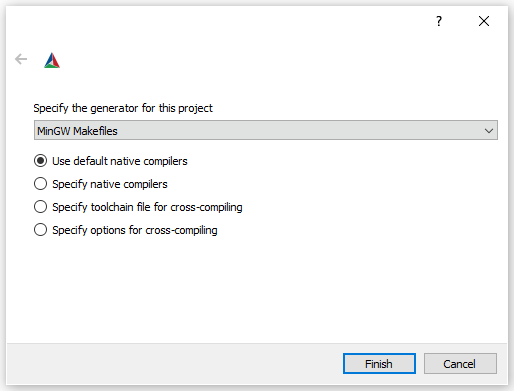 ?
Specify the generator for this project
MinGW Makefiles
Use default native compilers
Specify native compilers
Specify toolchain file for cross-compiling
Specify options for cross-compiling
Finish
Cancel